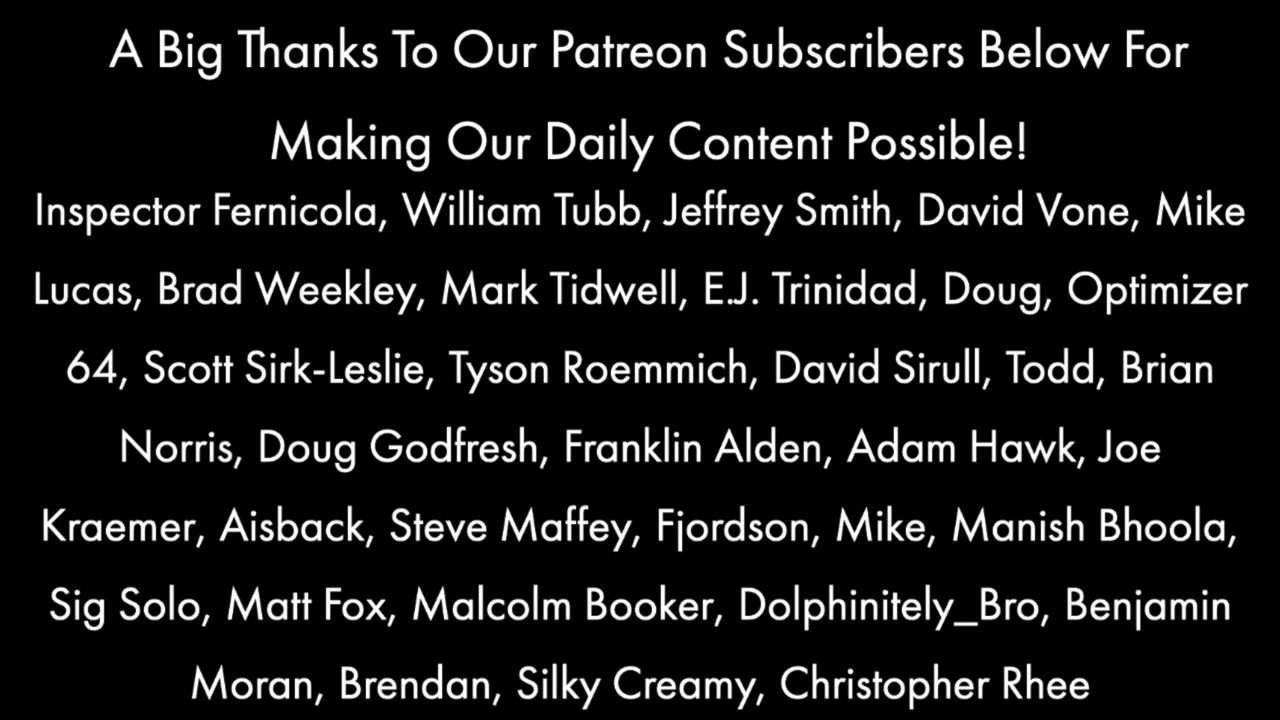 A Big Thanks To Our Patreon Subscribers Below For
Making Our Daily Content Possible!
Inspector Fernicola, William Tubb, Jeffrey Smith, David Vone, Mike
Lucas, Brad Weekley, Mark Tidwell, E.J. Trinidad, Doug, Optimizer
64, Scott Sirk-Leslie, Tyson Roemmich, David Sirull, Todd, Brian
Norris, Doug Godfresh, Franklin Alden, Adam Hawk, Joe
Kraemer, Aisback, Steve Maffey, Fjordson, Mike, Manish Bhoola,
Sig Solo, Matt Fox, Malcolm Booker, Dolphinitely_Bro, Benjamin
Moran, Brendan, Silky Creamy, Christopher Rhee